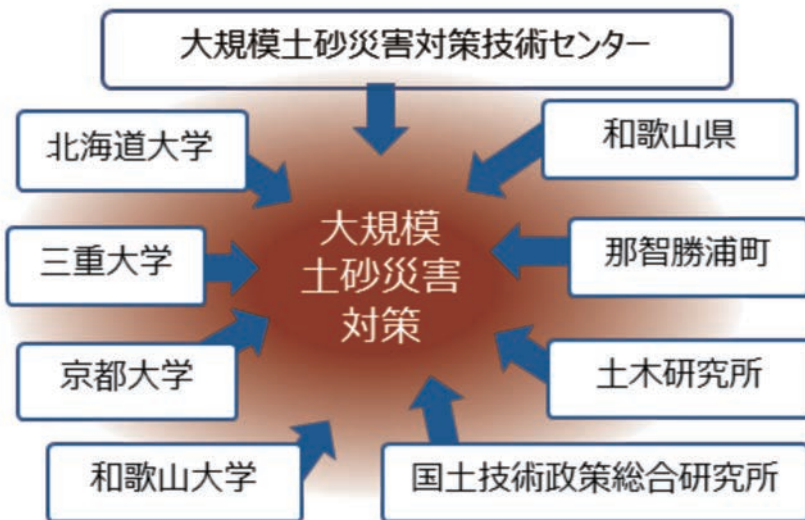 大規模土砂災害対策技術センター
北海道大学
和歌山県
大規模
土砂災害
対策
三重大学
那智勝浦町
京都大学
土木研究所
和歌山大学
国土技術政策総合研究所